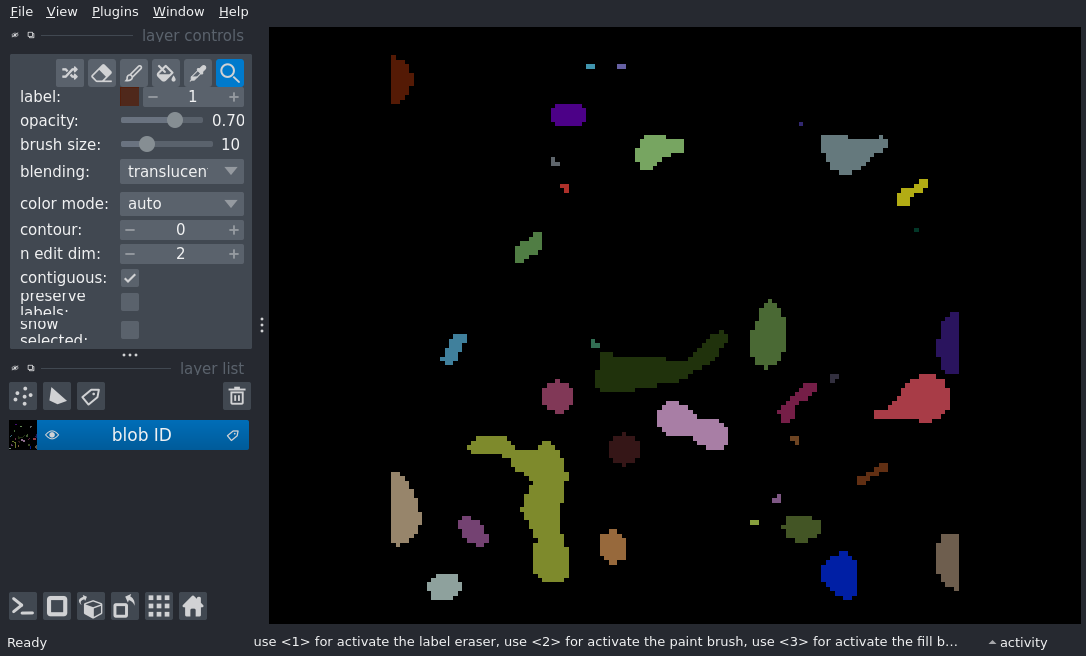 File View Plugins Window Help
layer controls
label: 1
opacity: 0.70
brush size: 10
blending: translucen
color mode: auto
contour: 0
n edit dim: 2
contiguous:
preserve
labels:
show
selected:
layer list
blob ID
Ready
use <1> for activate the label eraser, use <2> for activate the paint brush, use <3> for activate the fill b...
activity